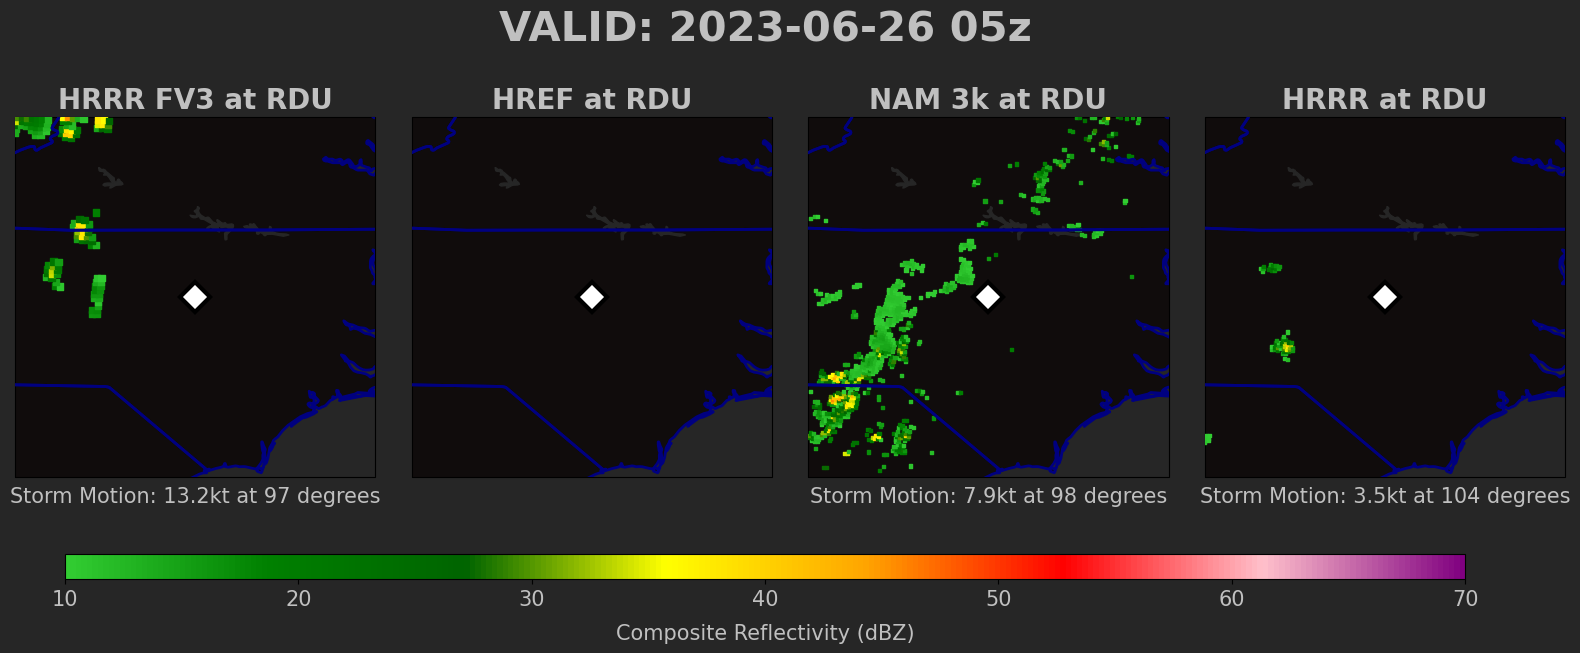 VALID: 2023-06-26 05z
HRRR FV3 at RDU
HREF at RDU
NAM 3k at RDU
HRRR at RDU
Storm Motion: 13.2kt at 97 degrees
Storm Motion: 7.9kt at 98 degrees
Storm Motion: 3.5kt at 104 degrees
10 20 30 40 50 60 70
Composite Reflectivity (dBZ)